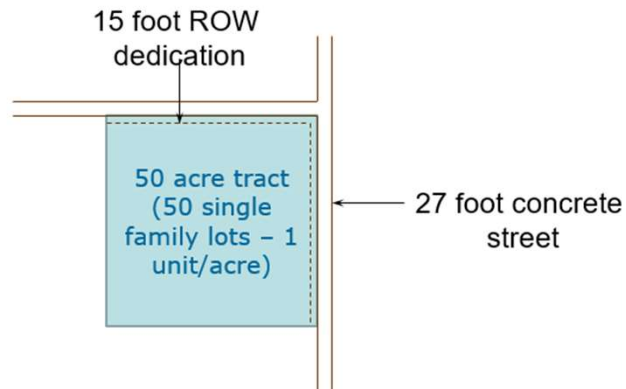 15 foot ROW
dedication
50 acre tract
(50 single
family lots – 1
unit/acre)
27 foot concrete
street